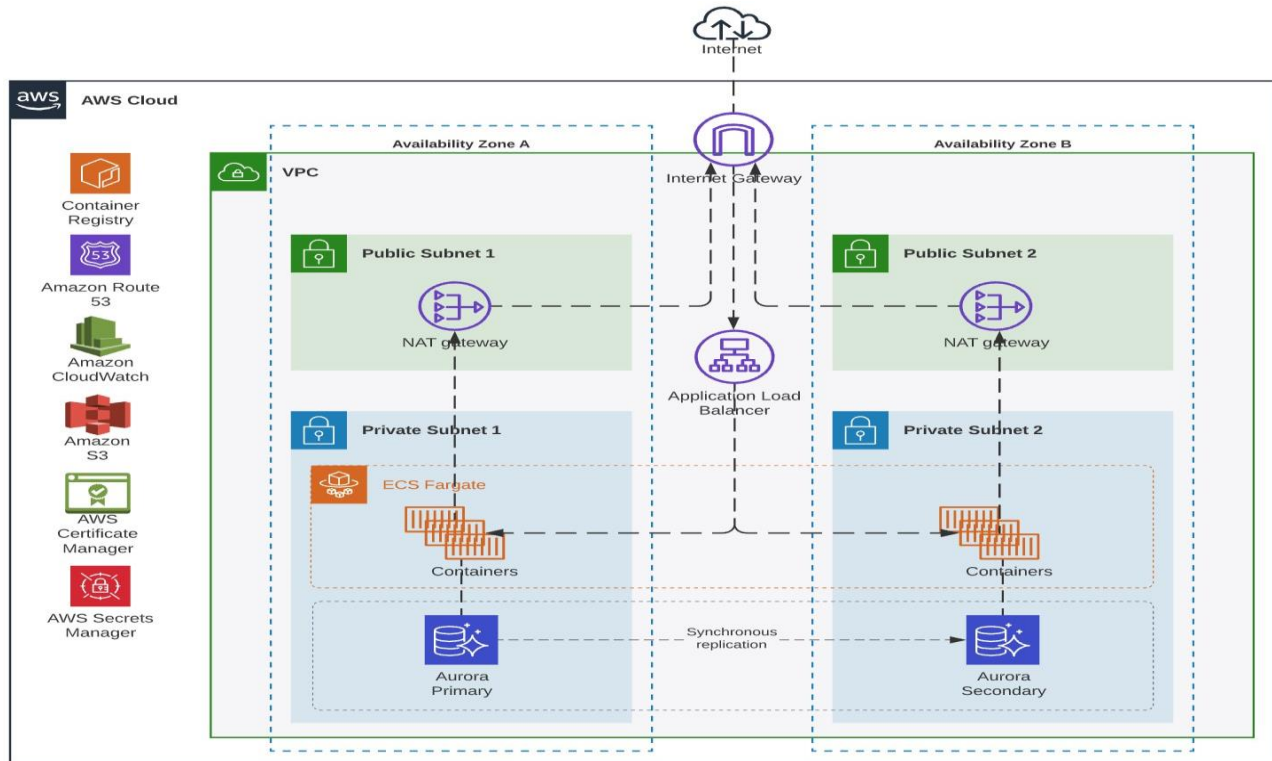 Internet
aws
AWS Cloud
Availability Zone A
Availability Zone B
Container
Registry
VPC
Internet Gateway
53
Amazon Route
53
Public Subnet 1
Public Subnet 2
NAT gateway
NAT gateway
Amazon
CloudWatch
Application Load
Balancer
Amazon
S3
Private Subnet 1
Private Subnet 2
ECS Fargate
AWS
Certificate
Manager
Containers
Containers
AWS Secrets
Manager
Synchronous
replication
Aurora
Primary
Aurora
Secondary